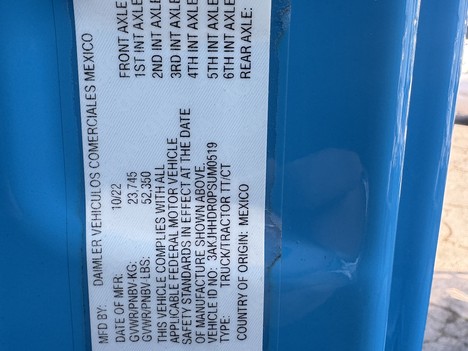 MFD BY: DAIMLER VEHICULOS COMERCIALES MEXICO
DATE OF MFR: 10/22
GVWR/PNBV-KG: 23,745
GVWR/PNBV-LBS: 52,350
THIS VEHICLE COMPLIES WITH ALL
APPLICABLE FEDERAL MOTOR VEHICLE
SAFETY STANDARDS IN EFFECT AT THE DATE
OF MANUFACTURE SHOWN ABOVE.
VEHICLE ID NO: 3AKJHHDR0PSUM0519
TYPE: TRUCK/TRACTOR TT/CT
COUNTRY OF ORIGIN: MEXICO
FRONT AXLE
1ST INT AXLE
2ND INT AXLE
3RD INT AXLE
4TH INT AXLE
5TH INT AXLE
6TH INT AXLE
REAR AXLE: